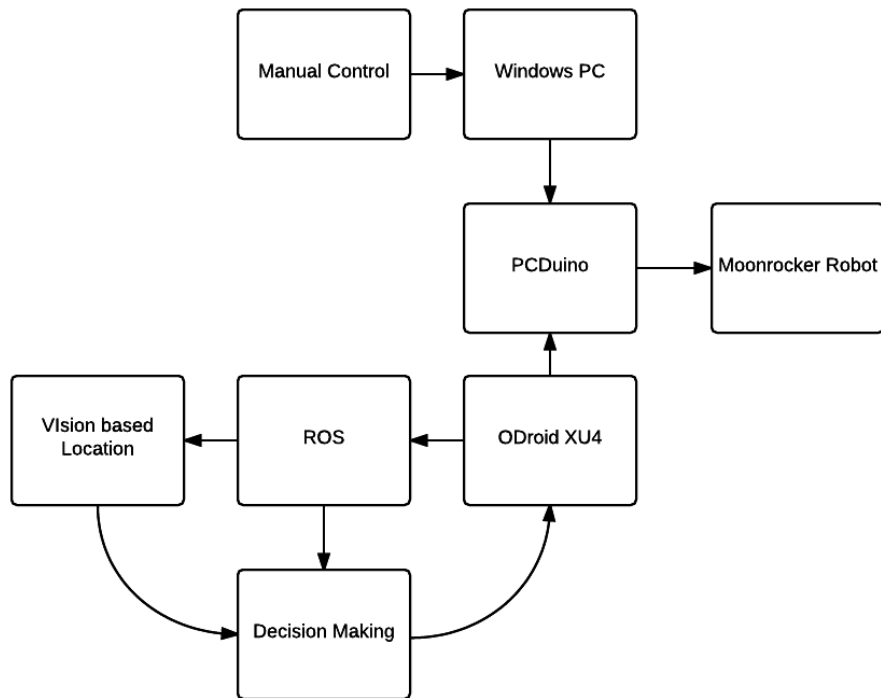 Manual Control
Windows PC
PCDuino
Moonrocker Robot
VIsion based
Location
ROS
ODroid XU4
Decision Making